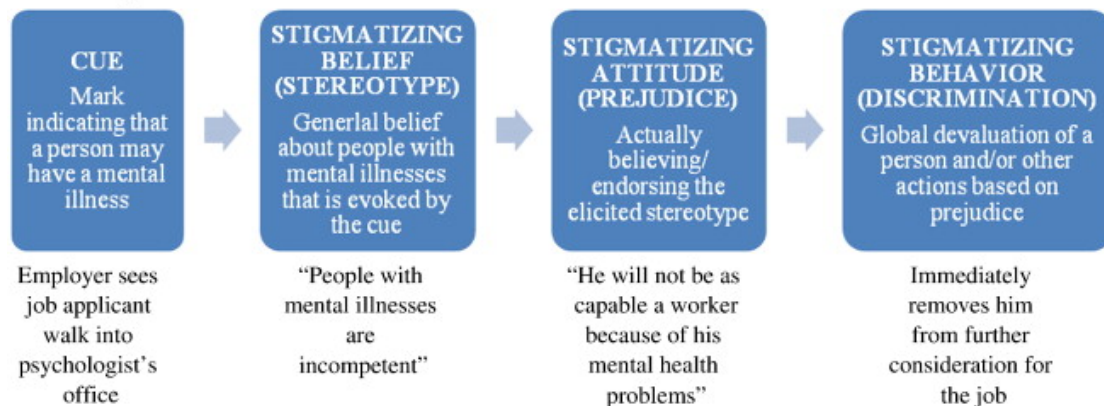 CUE
Mark
indicating that
a person may
have a mental
illness
STIGMATIZING
BELIEF
(STEREOTYPE)
Generlal belief
about people with
mental illnesses
that is evoked by
the cue
STIGMATIZING
ATTITUDE
(PREJUDICE)
Actually
believing/
endorsing the
elicited stereotype
STIGMATIZING
BEHAVIOR
(DISCRIMINATION)
Global devaluation of a
person and/or other
actions based on
prejudice
Employer sees
job applicant
walk into
psychologist’s
office
“People with
mental illnesses
are
incompetent”
“He will not be as
capable a worker
because of his
mental health
problems”
Immediately
removes him
from further
consideration for
the job